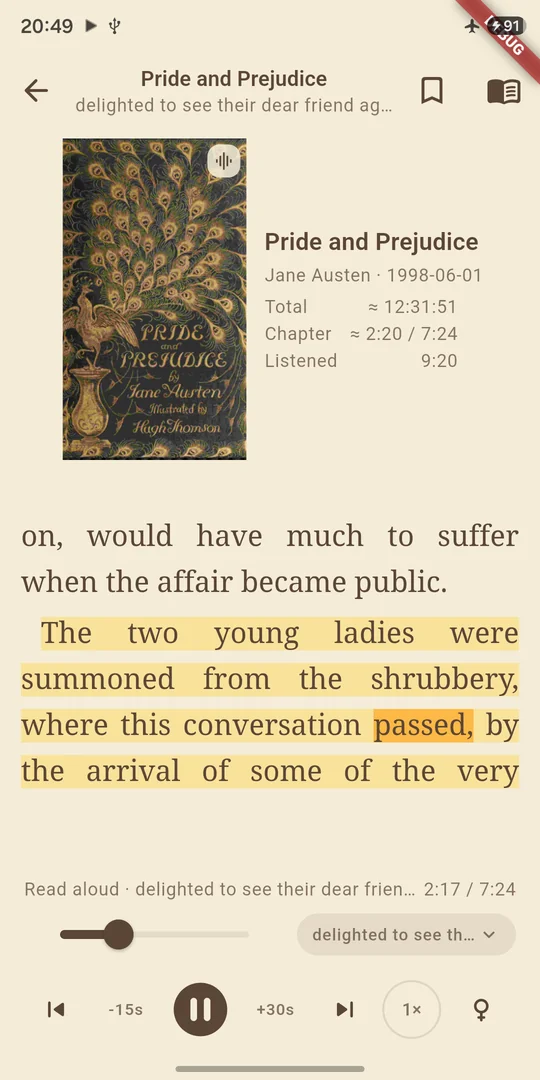 20:49
91
BUG
Pride and Prejudice
delighted to see their dear friend ag…
PRIDE
and
PREJUDICE
by
Jane Austen
Illustrated by
Hugh Thomson
Pride and Prejudice
Jane Austen · 1998-06-01
Total ≈ 12:31:51
Chapter ≈ 2:20 / 7:24
Listened 9:20
on, would have much to suffer
when the affair became public.
The two young ladies were
summoned from the shrubbery,
where this conversation passed, by
the arrival of some of the very
Read aloud · delighted to see their dear frien… 2:17 / 7:24
delighted to see th…
-15s
+30s
1×